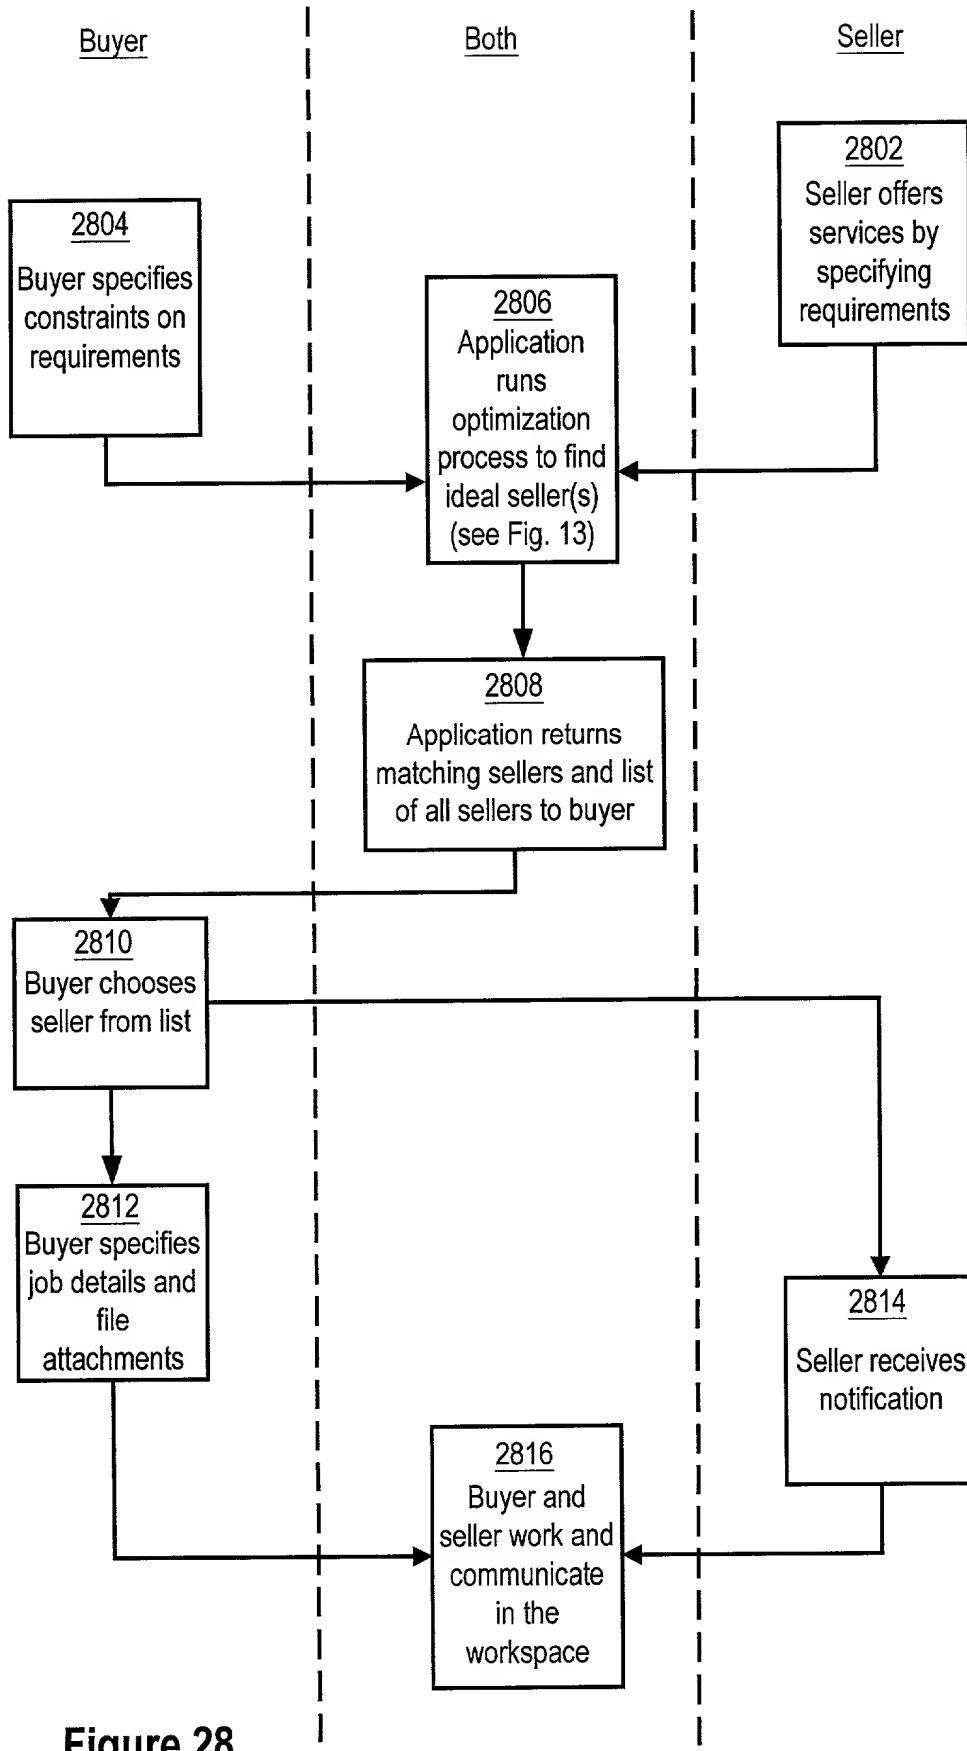 Buyer
Both
Seller
2802
Seller offers
services by
specifying
requirements
2804
Buyer specifies
constraints on
requirements
2806
Application
runs
optimization
process to find
ideal seller(s)
(see Fig. 13)
2808
Application returns
matching sellers and list
of all sellers to buyer
2810
Buyer chooses
seller from list
2812
Buyer specifies
job details and
file
attachments
2814
Seller receives
notification
2816
Buyer and
seller work and
communicate
in the
workspace
Figure 28